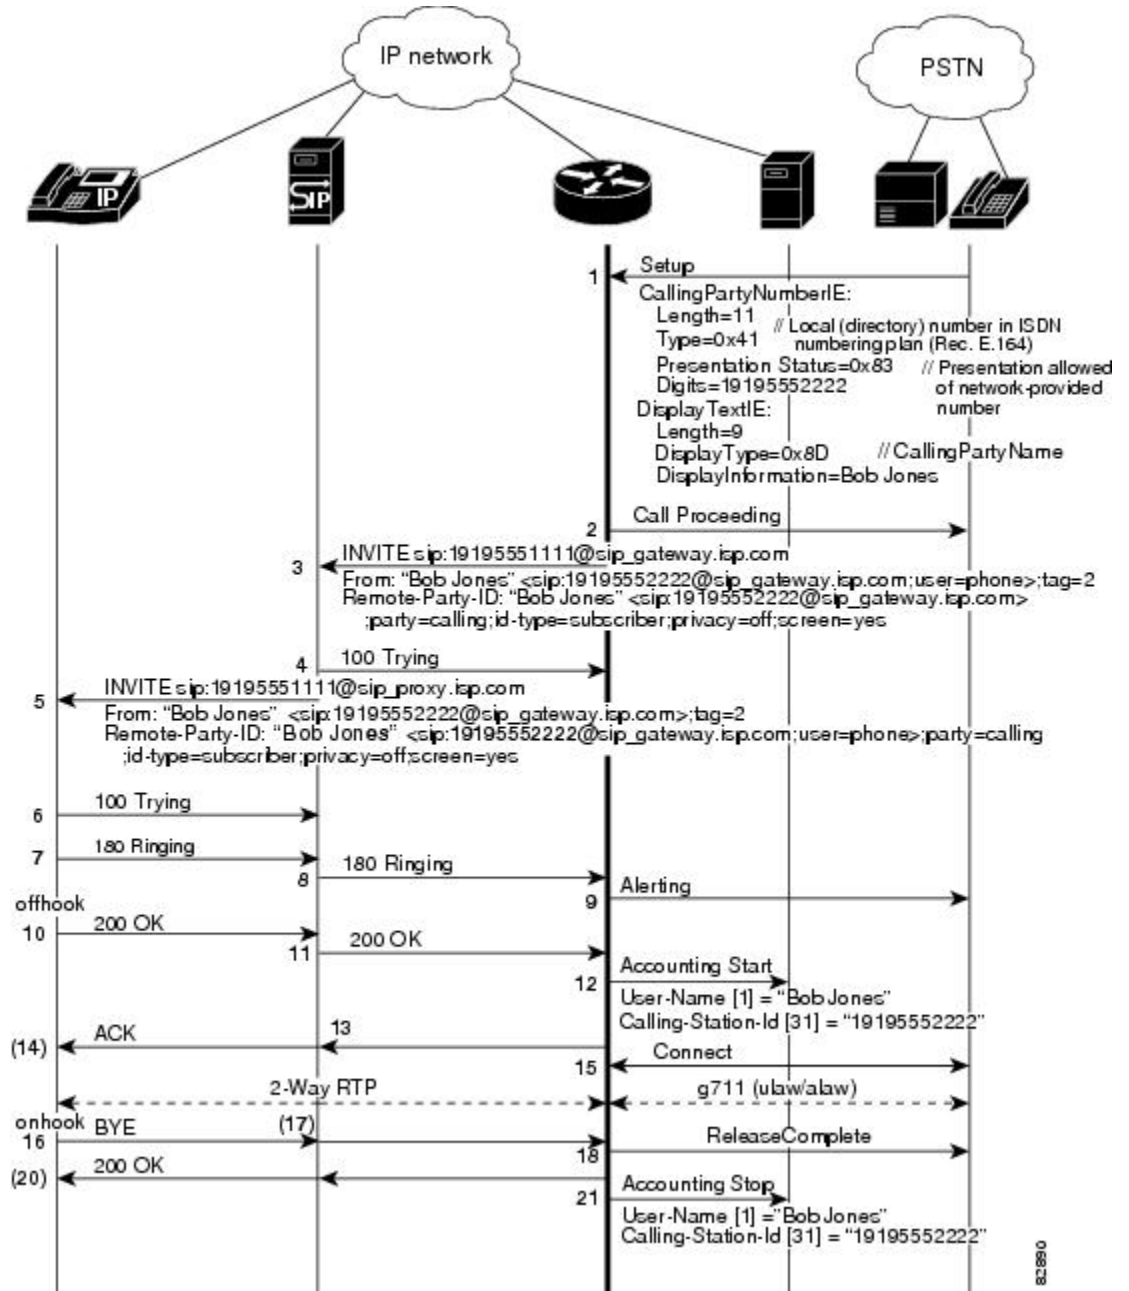 IP network
PSTN
IP
SIP
1 Setup
CallingPartyNumberIE:
Length=11
// Local (directory) number in ISDN
Type=0x41 numbering plan (Rec. E.164)
Presentation Status=0x83 // Presentation allowed
Digits=19195552222 of network-provided
DisplayTextIE: number
Length=9
DisplayType=0x8D // CallingPartyName
DisplayInformation=Bob Jones
2 Call Proceeding
3 INVITE sip:19195551111@sip_gateway.isp.com
From: “Bob Jones” <sip:19195552222@sip_gateway.isp.com;user=phone>;tag=2
Remote-Party-ID: “Bob Jones” <sip:19195552222@sip_gateway.isp.com>
;party=calling;id-type=subscriber;privacy=off;screen=yes
4 100 Trying
5 INVITE sip:19195551111@sip_proxy.isp.com
From: “Bob Jones” <sip:19195552222@sip_gateway.isp.com>;tag=2
Remote-Party-ID: “Bob Jones” <sip:19195552222@sip_gateway.isp.com;user=phone>;party=calling
;id-type=subscriber;privacy=off;screen=yes
6 100 Trying
7 180 Ringing
8 180 Ringing
9 Alerting
offhook
10 200 OK
11 200 OK
12 Accounting Start
User-Name [1] = “Bob Jones”
Calling-Station-Id [31] = “19195552222”
(14) ACK 13
15 Connect
2-Way RTP g711 (ulaw/alaw)
onhook
16 BYE (17)
18 ReleaseComplete
(20) 200 OK
21 Accounting Stop
User-Name [1] =“Bob Jones”
Calling-Station-Id [31] = “19195552222”
82890